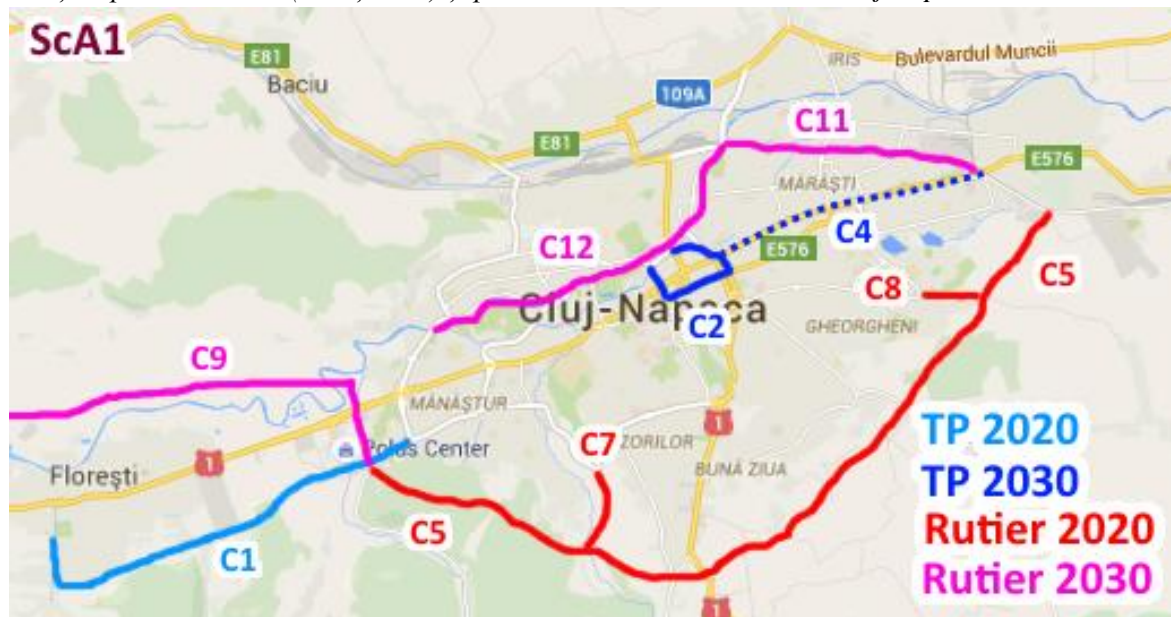 ScA1
E81
Baciu
109A
IRIS
Bulevardul Muncii
E81
C11
E576
MĂRĂȘTI
C4
C12
E576
C5
C8
Cluj-Napoca
C2
GHEORGHENI
C9
MĂNĂȘTUR
1
C7
ZORILOR
Polus Center
BUNĂ ZIUA
Florești
1
C5
C1
1
TP 2020
TP 2030
Rutier 2020
Rutier 2030